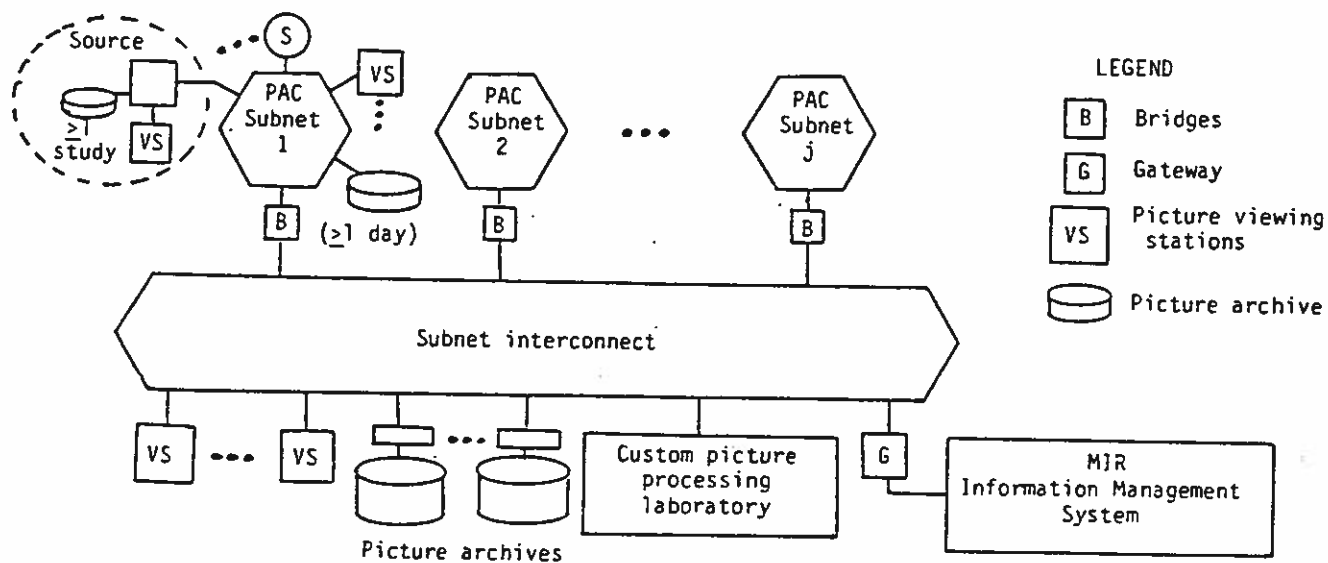 Source
≥1
study
VS
S
PAC
Subnet
1
VS
(≥1 day)
B
PAC
Subnet
2
B
PAC
Subnet
j
B
LEGEND
B Bridges
G Gateway
VS Picture viewing
stations
Picture archive
Subnet interconnect
VS
VS
Picture archives
Custom picture
processing
laboratory
G
MIR
Information Management
System